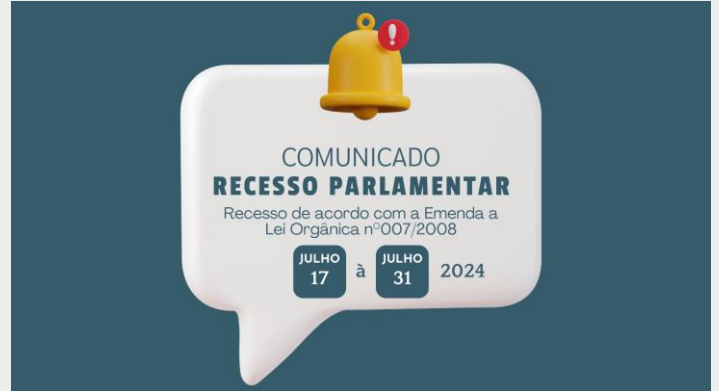 COMUNICADO
RECESSO PARLAMENTAR
Recesso de acordo com a Emenda a
Lei Orgânica nº007/2008
JULHO 17 à JULHO 31 2024